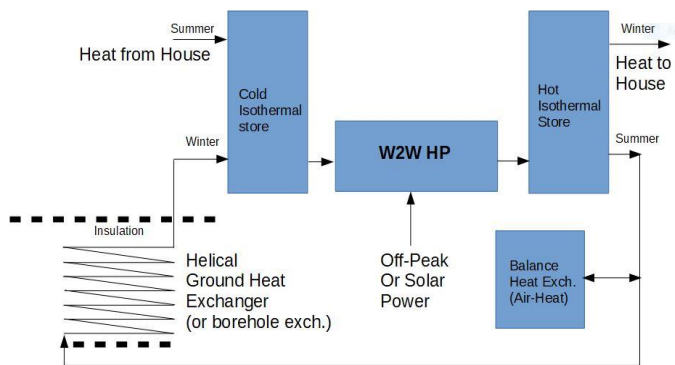 Summer
Heat from House
Cold
Isothermal
store
Winter
W2W HP
Hot
Isothermal
Store
Winter
Heat to
House
Summer
Insulation
Helical
Ground Heat
Exchanger
(or borehole exch.)
Off-Peak
Or Solar
Power
Balance
Heat Exch.
(Air-Heat)